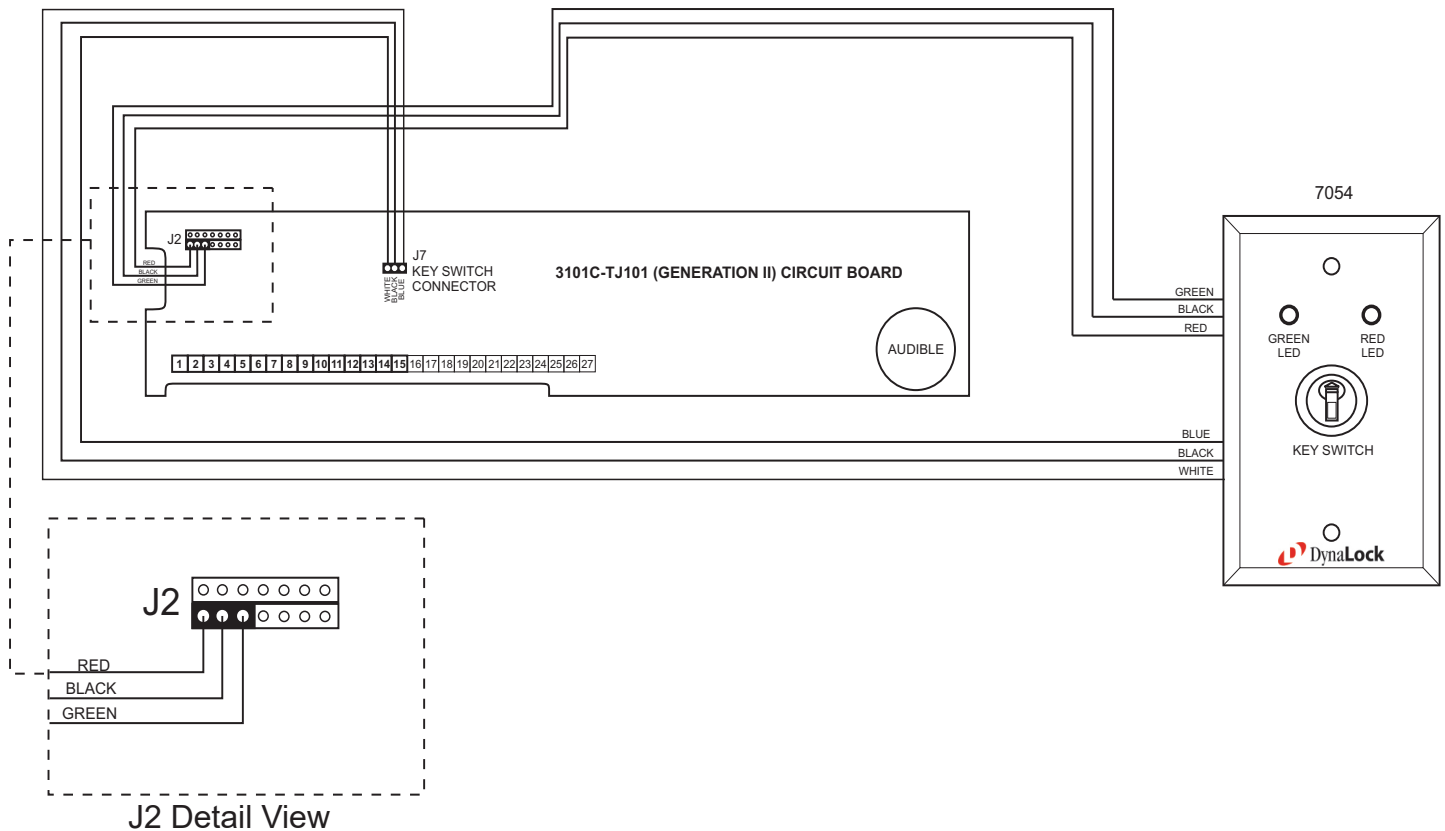 7054
J2
RED
BLACK
GREEN
J7
KEY SWITCH
CONNECTOR
WHITE
BLACK
BLUE
3101C-TJ101 (GENERATION II) CIRCUIT BOARD
AUDIBLE
1 2 3 4 5 6 7 8 9 10 11 12 13 14 15 16 17 18 19 20 21 22 23 24 25 26 27
GREEN
BLACK
RED
GREEN
LED
RED
LED
KEY SWITCH
BLUE
BLACK
WHITE
DynaLock
J2
RED
BLACK
GREEN
J2 Detail View